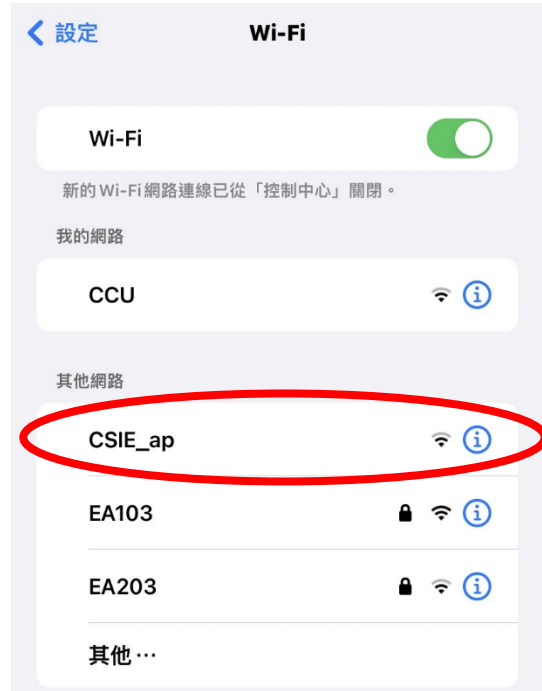 設定 Wi-Fi
Wi-Fi
新的 Wi-Fi 網路連線已從「控制中心」關閉。
我的網路
CCU
其他網路
CSIE_ap
EA103
EA203
其他…